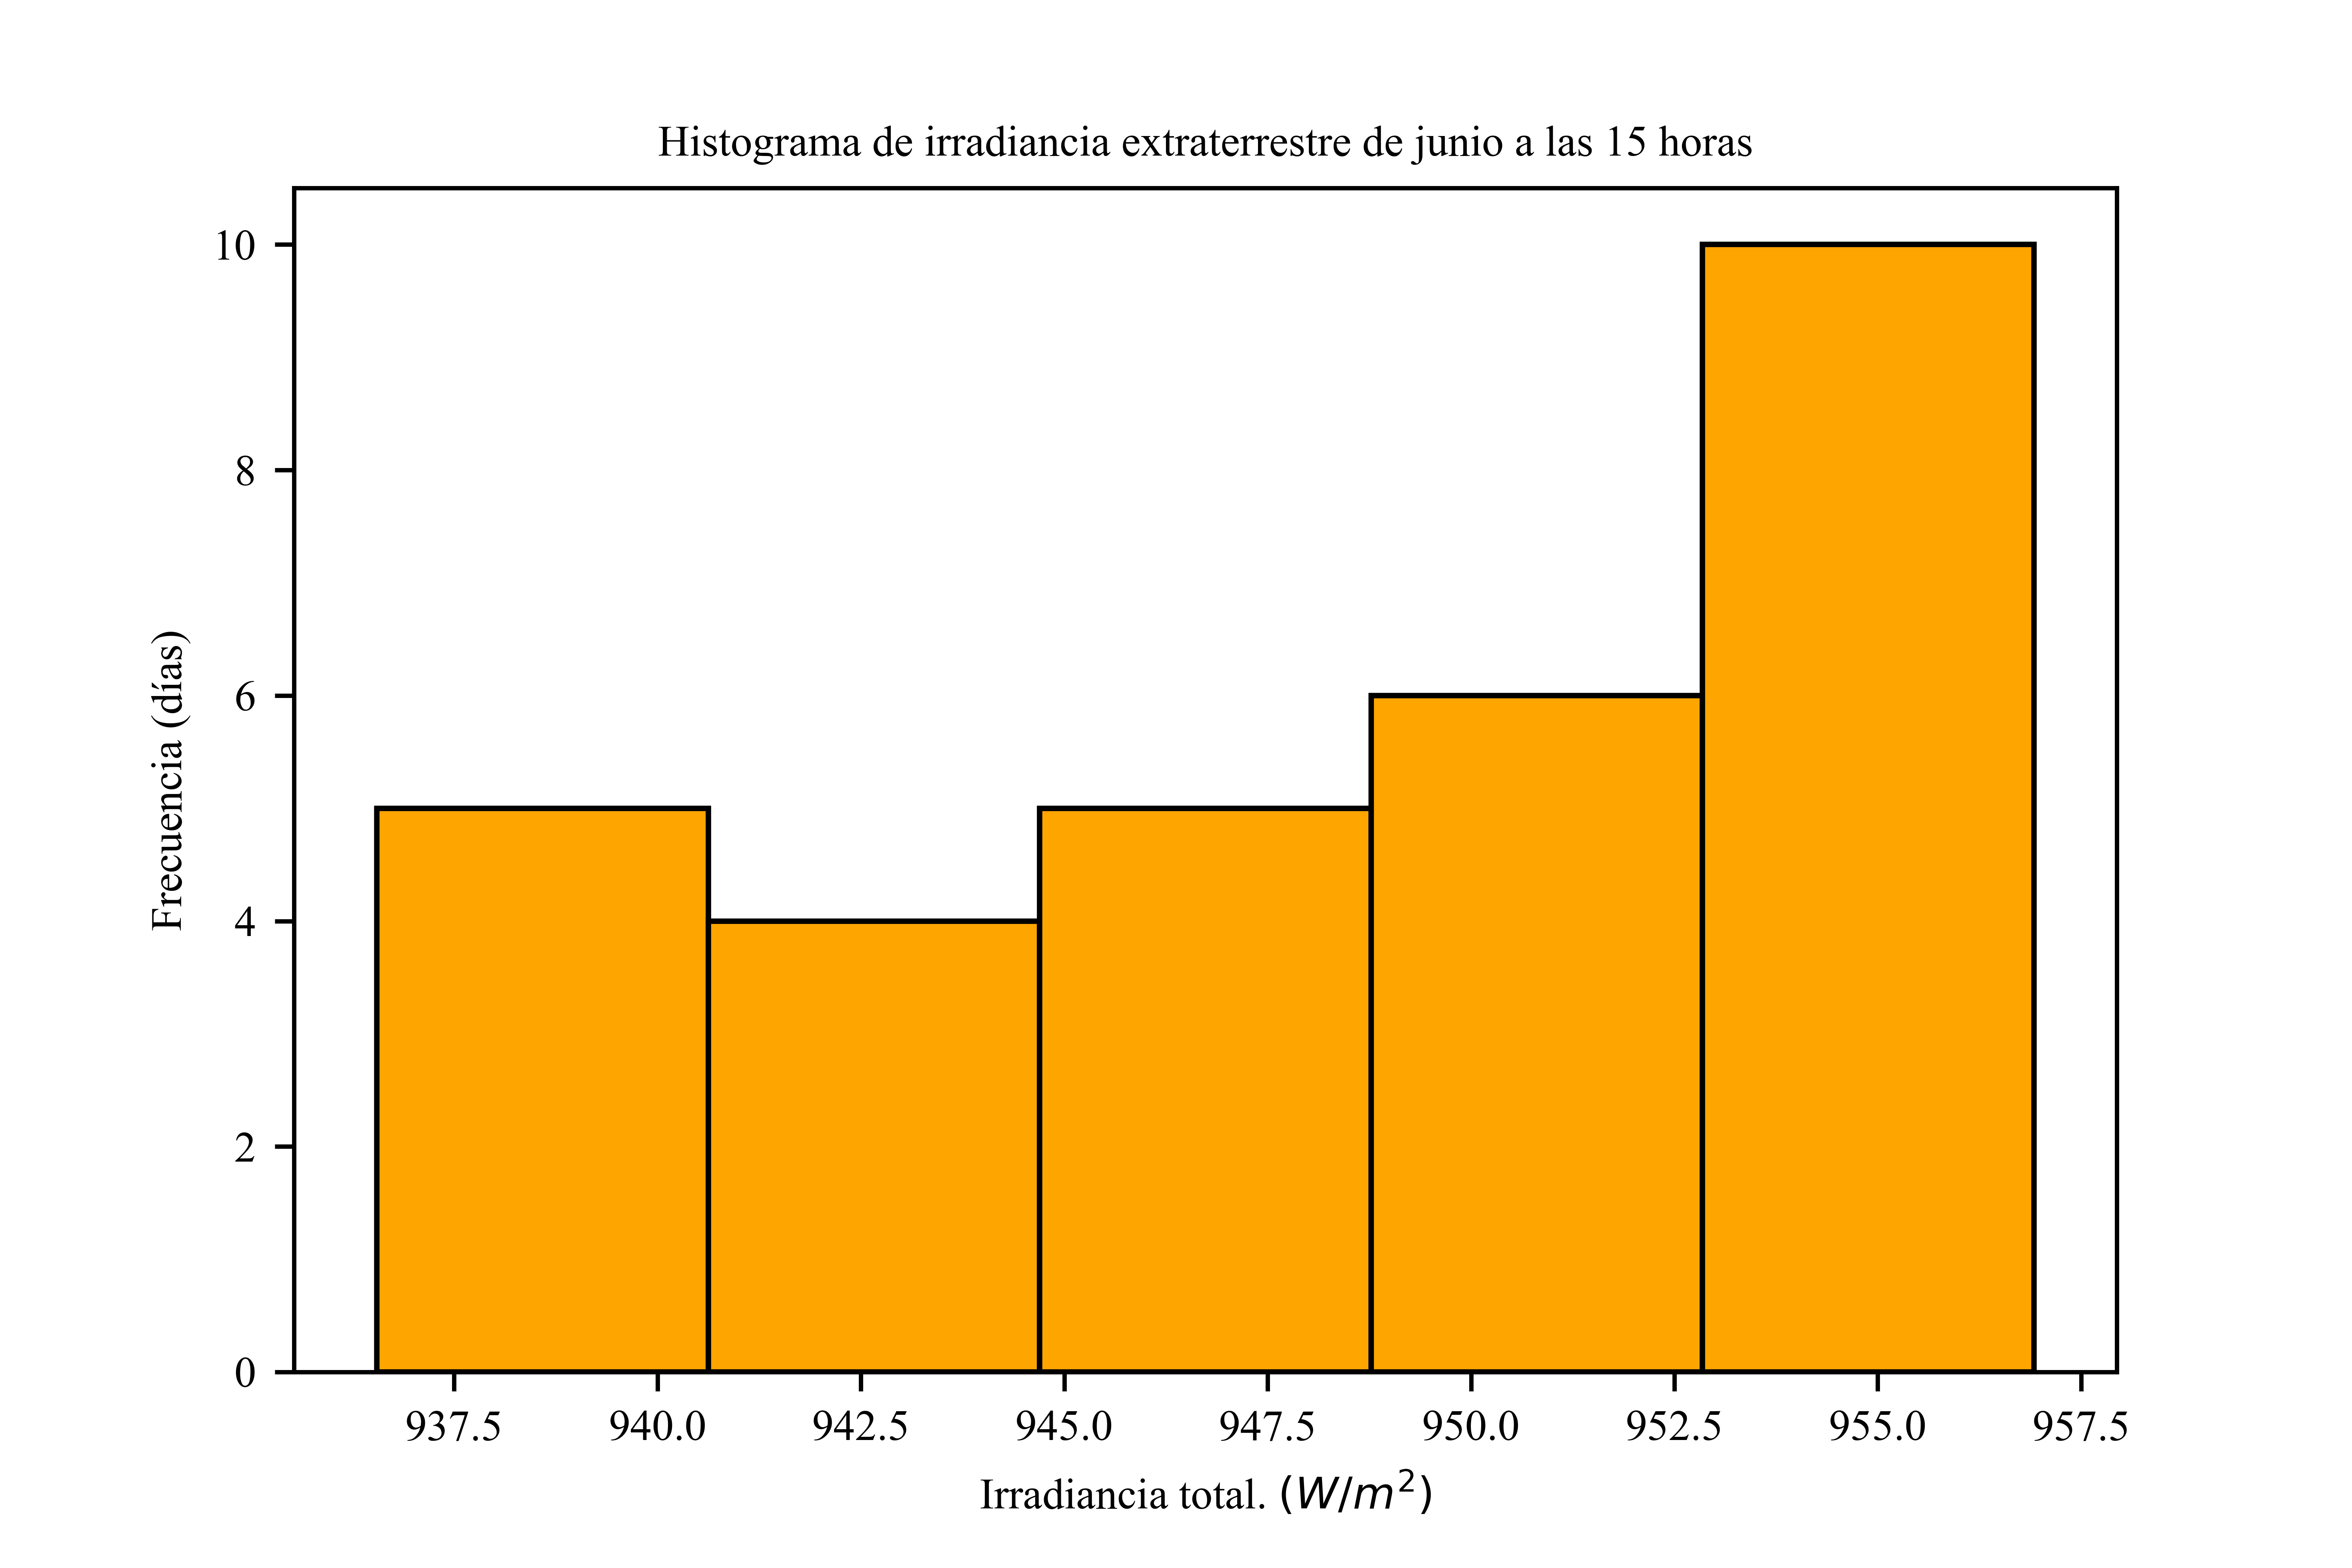 Histograma de irradiancia extraterrestre de junio a las 15 horas
Frecuencia (días)
10
8
6
4
2
0
937.5 940.0 942.5 945.0 947.5 950.0 952.5 955.0 957.5
Irradiancia total. (W/m²)